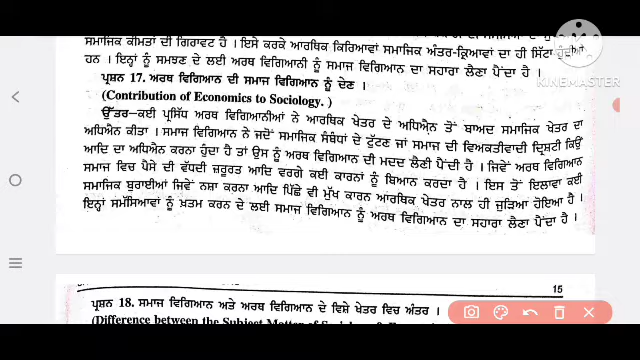 ਸਮਾਜਿਕ ਕੀਮਤਾਂ ਦੀ ਗਿਰਾਵਟ ਹੈ । ਇਸੇ ਕਰਕੇ ਆਰਥਿਕ ਕਿਰਿਆਵਾਂ ਸਮਾਜਿਕ ਅੰਤਰ-ਕ੍ਰਿਆਵਾਂ ਦਾ ਹੀ ਸਿੱਟਾ ਹੁੰਦੀਆਂ
ਹਨ । ਇਨ੍ਹਾਂ ਨੂੰ ਸਮਝਣ ਦੇ ਲਈ ਅਰਥ ਵਿਗਿਆਨੀ ਨੂੰ ਸਮਾਜ ਵਿਗਿਆਨ ਦਾ ਸਹਾਰਾ ਲੈਣਾ ਪੈਂਦਾ ਹੈ ।
ਪ੍ਰਸ਼ਨ 17. ਅਰਥ ਵਿਗਿਆਨ ਦੀ ਸਮਾਜ ਵਿਗਿਆਨ ਨੂੰ ਦੇਣ ।
(Contribution of Economics to Sociology.)
ਉੱਤਰ–ਕਈ ਪ੍ਰਸਿੱਧ ਅਰਥ ਵਿਗਿਆਨੀਆਂ ਨੇ ਆਰਥਿਕ ਖੇਤਰ ਦੇ ਅਧਿਐਨ ਤੋਂ ਬਾਅਦ ਸਮਾਜਿਕ ਖੇਤਰ ਦਾ
ਅਧਿਐਨ ਕੀਤਾ । ਸਮਾਜ ਵਿਗਿਆਨ ਨੇ ਜਦੋਂ ਸਮਾਜਿਕ ਸੰਬੰਧਾਂ ਦੇ ਟੁੱਟਣ ਜਾਂ ਸਮਾਜ ਦੀ ਵਿਅਕਤੀਵਾਦੀ ਦ੍ਰਿਸ਼ਟੀ ਕਿਉਂ
ਆਦਿ ਦਾ ਅਧਿਐਨ ਕਰਨਾ ਹੁੰਦਾ ਹੈ ਤਾਂ ਉਸ ਨੂੰ ਅਰਥ ਵਿਗਿਆਨ ਦੀ ਮਦਦ ਲੈਣੀ ਪੈਂਦੀ ਹੈ । ਜਿਵੇਂ ਅਰਥ ਵਿਗਿਆਨ
ਸਮਾਜ ਵਿਚ ਪੈਸੇ ਦੀ ਵੱਧਦੀ ਜ਼ਰੂਰਤ ਆਦਿ ਵਰਗੇ ਕਈ ਕਾਰਨਾਂ ਨੂੰ ਬਿਆਨ ਕਰਦਾ ਹੈ । ਇਸ ਤੋਂ ਇਲਾਵਾ ਕਈ
ਸਮਾਜਿਕ ਬੁਰਾਈਆਂ ਜਿਵੇਂ ਨਸ਼ਾ ਕਰਨਾ ਆਦਿ ਪਿੱਛੇ ਵੀ ਮੁੱਖ ਕਾਰਨ ਆਰਥਿਕ ਖੇਤਰ ਨਾਲ ਹੀ ਜੁੜਿਆ ਹੋਇਆ ਹੈ ।
ਇਨ੍ਹਾਂ ਸਮੱਸਿਆਵਾਂ ਨੂੰ ਖ਼ਤਮ ਕਰਨ ਦੇ ਲਈ ਸਮਾਜ ਵਿਗਿਆਨ ਨੂੰ ਅਰਥ ਵਿਗਿਆਨ ਦਾ ਸਹਾਰਾ ਲੈਣਾ ਪੈਂਦਾ ਹੈ ।
15
ਪ੍ਰਸ਼ਨ 18. ਸਮਾਜ ਵਿਗਿਆਨ ਅਤੇ ਅਰਥ ਵਿਗਿਆਨ ਦੇ ਵਿਸ਼ੇ ਖੇਤਰ ਵਿਚ ਅੰਤਰ ।
(Difference between the Subject Matter of Sociology &
KINEMASTER